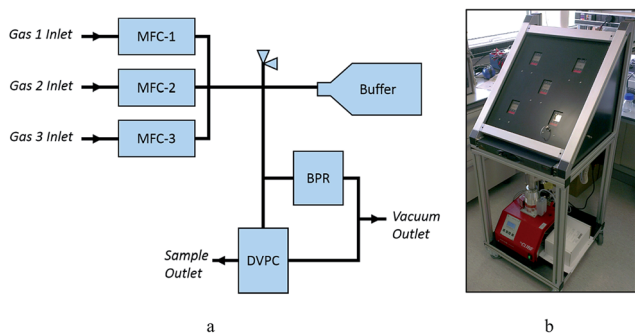 Gas 1 Inlet
MFC-1
Gas 2 Inlet
MFC-2
Gas 3 Inlet
MFC-3
Buffer
BPR
Vacuum
Outlet
Sample
Outlet
DVPC
a
b